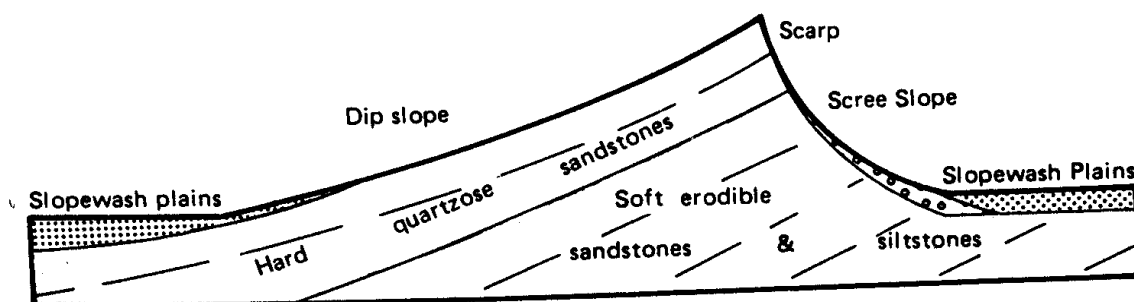 Scarp
Dip slope
Scree Slope
Slopewash plains
Hard quartzose sandstones
Slopewash Plains
Soft erodible
sandstones & siltstones